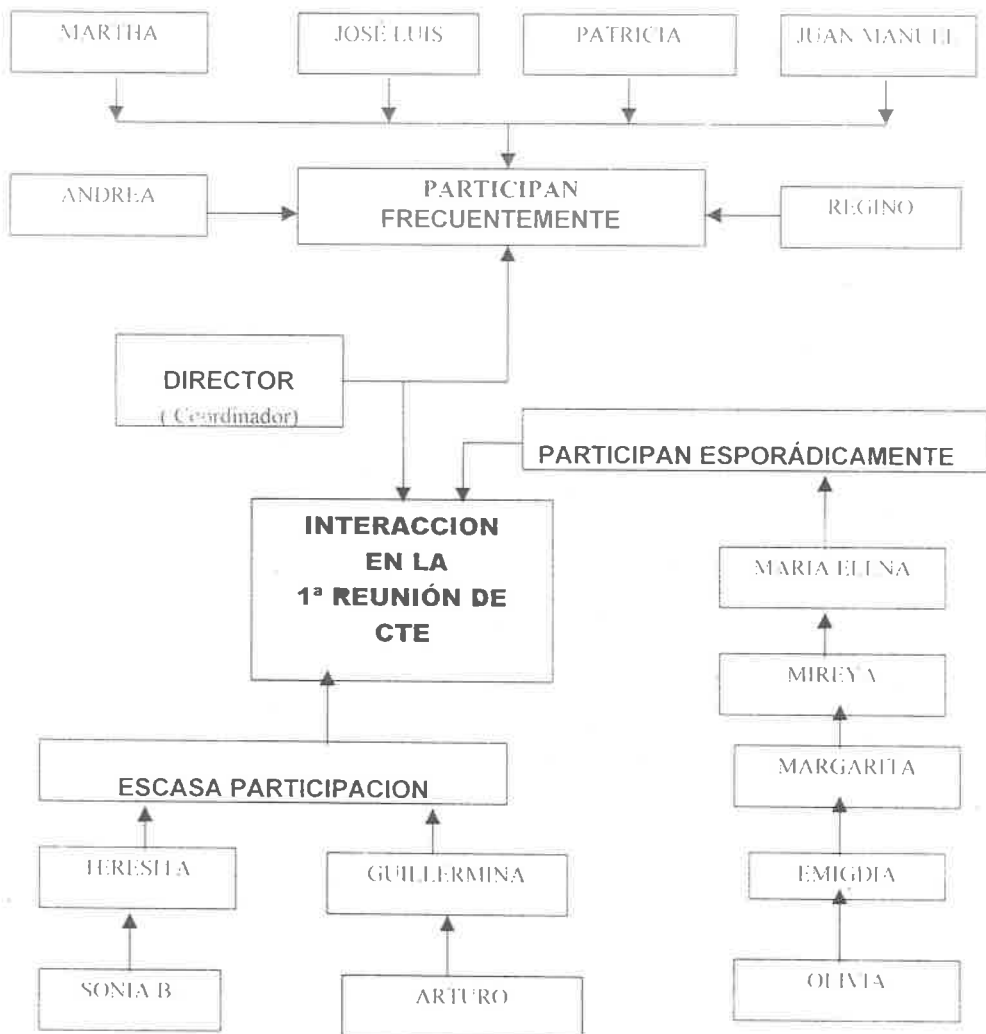 MARTHA
JOSÉ LUIS
PATRICIA
JUAN MANUEL
ANDREA
PARTICIPAN
FRECUENTEMENTE
REGINO
DIRECTOR
( Coordinador)
PARTICIPAN ESPORÁDICAMENTE
INTERACCION
EN LA
1ª REUNIÓN DE
CTE
MARIA ELENA
MIREYA
MARGARITA
ESCASA PARTICIPACION
TERESITA
GUILLERMINA
EMIGDIA
SONIA B
ARTURO
OLIVIA